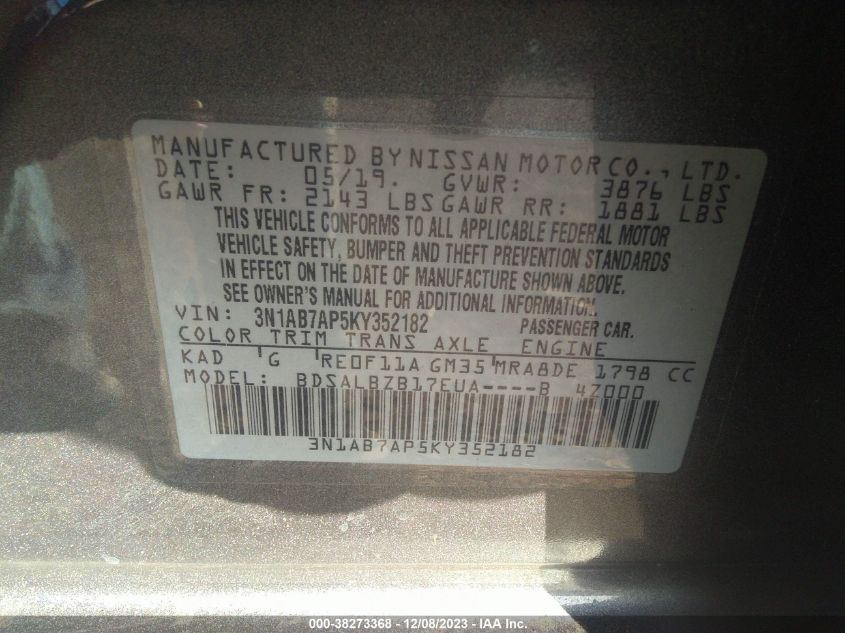 MANUFACTURED BY NISSAN MOTOR CO., LTD.
DATE: 05/19. GVWR: 3876 LBS
GAWR FR: 2143 LBS GAWR RR: 1881 LBS
THIS VEHICLE CONFORMS TO ALL APPLICABLE FEDERAL MOTOR
VEHICLE SAFETY, BUMPER AND THEFT PREVENTION STANDARDS
IN EFFECT ON THE DATE OF MANUFACTURE SHOWN ABOVE.
SEE OWNER'S MANUAL FOR ADDITIONAL INFORMATION.
VIN: 3N1AB7AP5KY352182 PASSENGER CAR.
COLOR TRIM TRANS AXLE ENGINE
KAD G RE0F11A GM35 MRA8DE 1798 CC
MODEL: BDSALBZB17EUA----B 4Z000
3N1AB7AP5KY352182
000-38273368 - 12/08/2023 - IAA Inc.